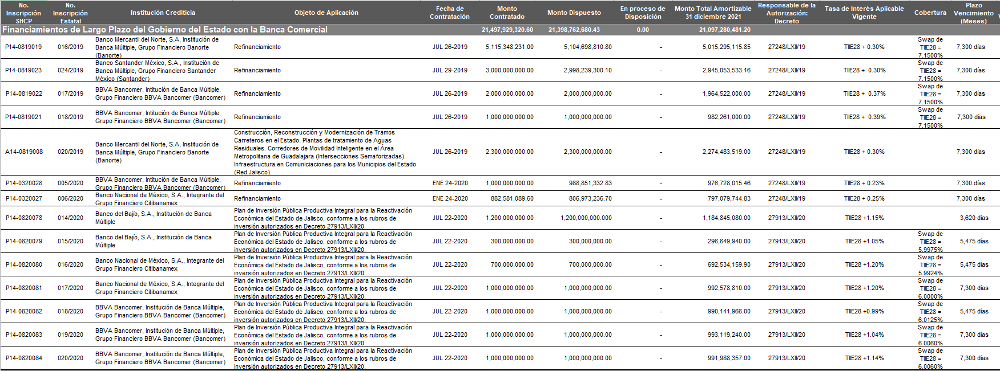 No. Inscripción SHCP No. Inscripción Estatal Institución Crediticia Objeto de Aplicación Fecha de Contratación Monto Contratado Monto Dispuesto En proceso de Disposición Monto Total Amortizable 31 diciembre 2021 Responsable de la Autorización: Decreto Tasa de Interés Aplicable Vigente Cobertura Plazo Vencimiento (Meses)
Financiamientos de Largo Plazo del Gobierno del Estado con la Banca Comercial 21,497,929,320.60 21,398,762,680.43 0.00 21,097,280,481.20
P14-0819019 016/2019 Banco Mercantil del Norte, S.A, Institución de Banca Múltiple, Grupo Financiero Banorte (Banorte) Refinanciamiento JUL 26-2019 5,115,348,231.00 5,104,698,810.80 - 5,015,295,115.85 27248/LXII/19 TIIE28 + 0.30% Swap de TIIE28 = 7.1500% 7,300 días
P14-0819023 024/2019 Banco Santander México, S.A., Institución de Banca Múltiple, Grupo Financiero Santander México (Santander) Refinanciamiento JUL 29-2019 3,000,000,000.00 2,998,239,300.10 - 2,945,053,533.16 27248/LXII/19 TIIE28 + 0.30% Swap de TIIE28 = 7.1500% 7,300 días
P14-0819022 017/2019 BBVA Bancomer, Intitución de Banca Múltiple, Grupo Financiero BBVA Bancomer (Bancomer) Refinanciamiento JUL 26-2019 2,000,000,000.00 2,000,000,000.00 - 1,964,522,000.00 27248/LXII/19 TIIE28 + 0.37% Swap de TIIE28 = 7.1500% 7,300 días
P14-0819021 018/2019 BBVA Bancomer, Intitución de Banca Múltiple, Grupo Financiero BBVA Bancomer (Bancomer) Refinanciamiento JUL 26-2019 1,000,000,000.00 1,000,000,000.00 - 982,261,000.00 27248/LXII/19 TIIE28 + 0.39% Swap de TIIE28 = 7.1500% 7,300 días
A14-0819008 020/2019 Banco Mercantil del Norte, S.A, Institución de Banca Múltiple, Grupo Financiero Banorte (Banorte) Construcción, Reconstrucción y Modernización de Tramos Carreteros en el Estado. Plantas de tratamiento de Aguas Residuales. Corredores de Movilidad Inteligente en el Área Metropolitana de Guadalajara (Intersecciones Semaforizadas). Infraestructura en Comuniciaciones para los Municipios del Estado (Red Jalisco). JUL 26-2019 2,300,000,000.00 2,300,000,000.00 - 2,274,483,519.00 27248/LXII/19 TIIE28 + 0.30% 7,300 días
P14-0320028 005/2020 BBVA Bancomer, Intitución de Banca Múltiple, Grupo Financiero BBVA Bancomer (Bancomer) Refinanciamiento ENE 24-2020 1,000,000,000.00 988,851,332.83 - 976,728,015.46 27248/LXII/19 TIIE28 + 0.23% 7,300 días
P14-0320027 006/2020 Banco Nacional de México, S.A., Integrante del Grupo Financiero Citibanamex Refinanciamiento ENE 24-2020 882,581,089.60 806,973,236.70 - 797,079,744.83 27248/LXII/19 TIIE28 + 0.25% 7,300 días
P14-0820078 014/2020 Banco del Bajío, S.A., Institución de Banca Múltiple Plan de Inversión Pública Productiva Integral para la Reactivación Económica del Estado de Jalisco, conforme a los rubros de inversión autorizados en Decreto 27913/LXII/20. JUL 22-2020 1,200,000,000.00 1,200,000,000.000 - 1,184,845,080.00 27913/LXII/20 TIIE28 +1.15% 3,620 días
P14-0820079 015/2020 Banco del Bajío, S.A., Institución de Banca Múltiple Plan de Inversión Pública Productiva Integral para la Reactivación Económica del Estado de Jalisco, conforme a los rubros de inversión autorizados en Decreto 27913/LXII/20. JUL 22-2020 300,000,000.00 300,000,000.00 - 296,649,940.00 27913/LXII/20 TIIE28 +1.05% Swap de TIIE28 = 5.9975% 5,475 días
P14-0820080 016/2020 Banco Nacional de México, S.A., Integrante del Grupo Financiero Citibanamex Plan de Inversión Pública Productiva Integral para la Reactivación Económica del Estado de Jalisco, conforme a los rubros de inversión autorizados en Decreto 27913/LXII/20. JUL 22-2020 700,000,000.00 700,000,000.00 - 692,534,159.90 27913/LXII/20 TIIE28 +1.20% Swap de TIIE28 = 5.9924% 5,475 días
P14-0820081 017/2020 Banco Nacional de México, S.A., Integrante del Grupo Financiero Citibanamex Plan de Inversión Pública Productiva Integral para la Reactivación Económica del Estado de Jalisco, conforme a los rubros de inversión autorizados en Decreto 27913/LXII/20. JUL 22-2020 1,000,000,000.00 1,000,000,000.00 - 992,578,810.00 27913/LXII/20 TIIE28 +1.20% Swap de TIIE28 = 6.0000% 7,300 días
P14-0820082 018/2020 BBVA Bancomer, Institución de Banca Múltiple, Grupo Financiero BBVA Bancomer (Bancomer) Plan de Inversión Pública Productiva Integral para la Reactivación Económica del Estado de Jalisco, conforme a los rubros de inversión autorizados en Decreto 27913/LXII/20. JUL 22-2020 1,000,000,000.00 1,000,000,000.00 - 990,141,966.00 27913/LXII/20 TIIE28 +0.99% Swap de TIIE28 = 6.0125% 5,475 días
P14-0820083 019/2020 BBVA Bancomer, Institución de Banca Múltiple, Grupo Financiero BBVA Bancomer (Bancomer) Plan de Inversión Pública Productiva Integral para la Reactivación Económica del Estado de Jalisco, conforme a los rubros de inversión autorizados en Decreto 27913/LXII/20. JUL 22-2020 1,000,000,000.00 1,000,000,000.00 - 993,119,240.00 27913/LXII/20 TIIE28 +1.04% Swap de TIIE28 = 6.0060% 7,300 días
P14-0820084 020/2020 BBVA Bancomer, Institución de Banca Múltiple, Grupo Financiero BBVA Bancomer (Bancomer) Plan de Inversión Pública Productiva Integral para la Reactivación Económica del Estado de Jalisco, conforme a los rubros de inversión autorizados en Decreto 27913/LXII/20. JUL 22-2020 1,000,000,000.00 1,000,000,000.00 - 991,988,357.00 27913/LXII/20 TIIE28 +1.14% Swap de TIIE28 = 6.0060% 7,300 días